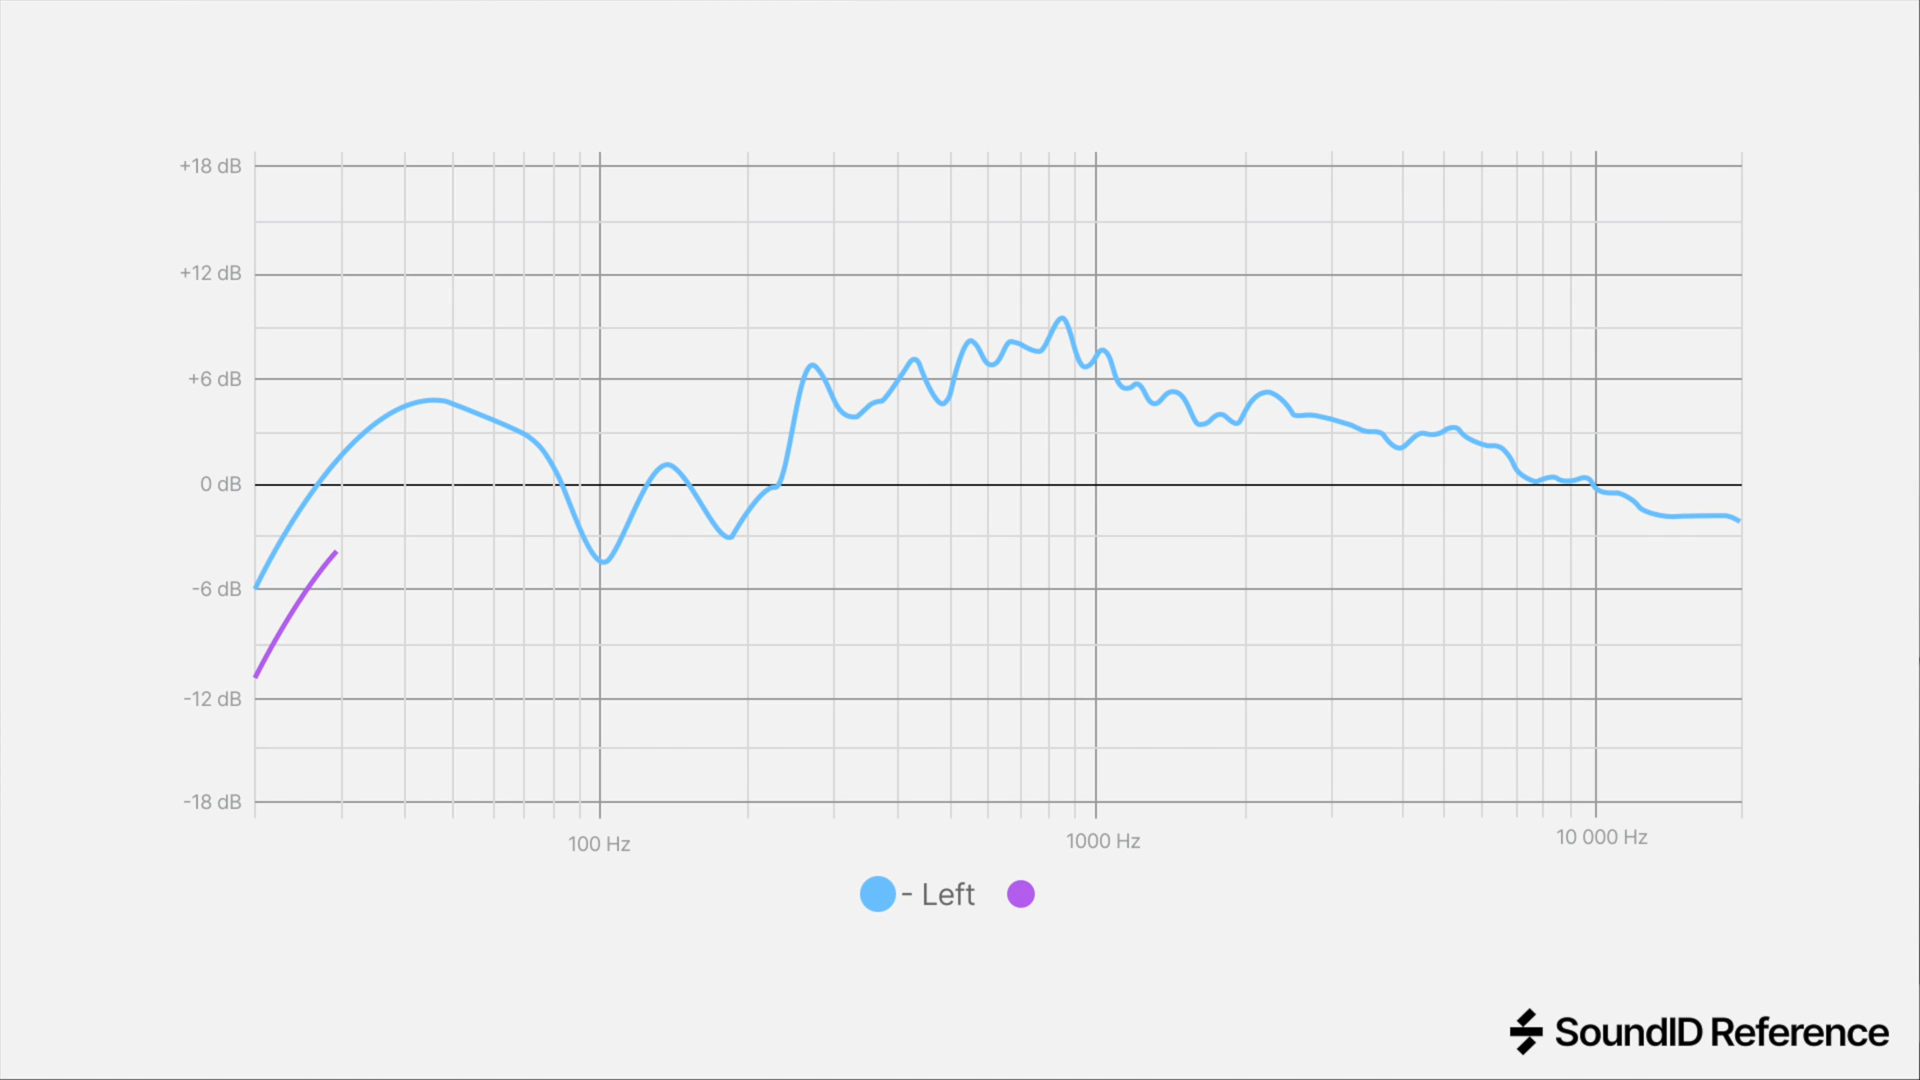 +18 dB
+12 dB
+6 dB
0 dB
-6 dB
-12 dB
-18 dB
100 Hz
1000 Hz
10 000 Hz
- Left
SoundID Reference